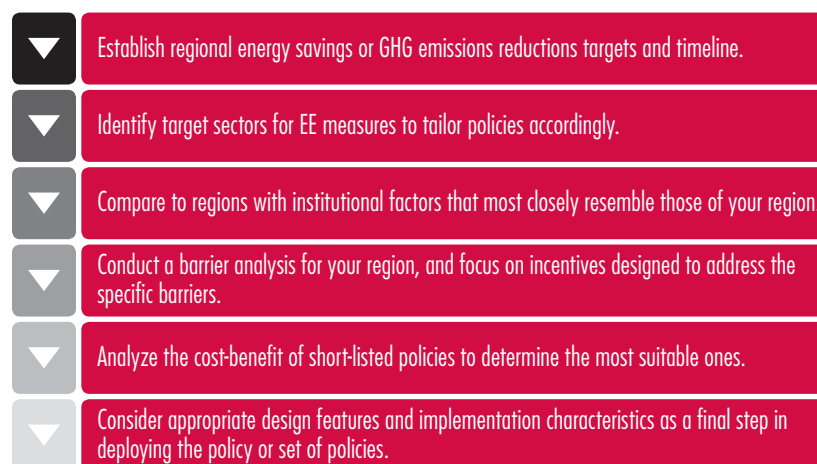 Establish regional energy savings or GHG emissions reductions targets and timeline.
Identify target sectors for EE measures to tailor policies accordingly.
Compare to regions with institutional factors that most closely resemble those of your region.
Conduct a barrier analysis for your region, and focus on incentives designed to address the
specific barriers.
Analyze the cost-benefit of short-listed policies to determine the most suitable ones.
Consider appropriate design features and implementation characteristics as a final step in
deploying the policy or set of policies.